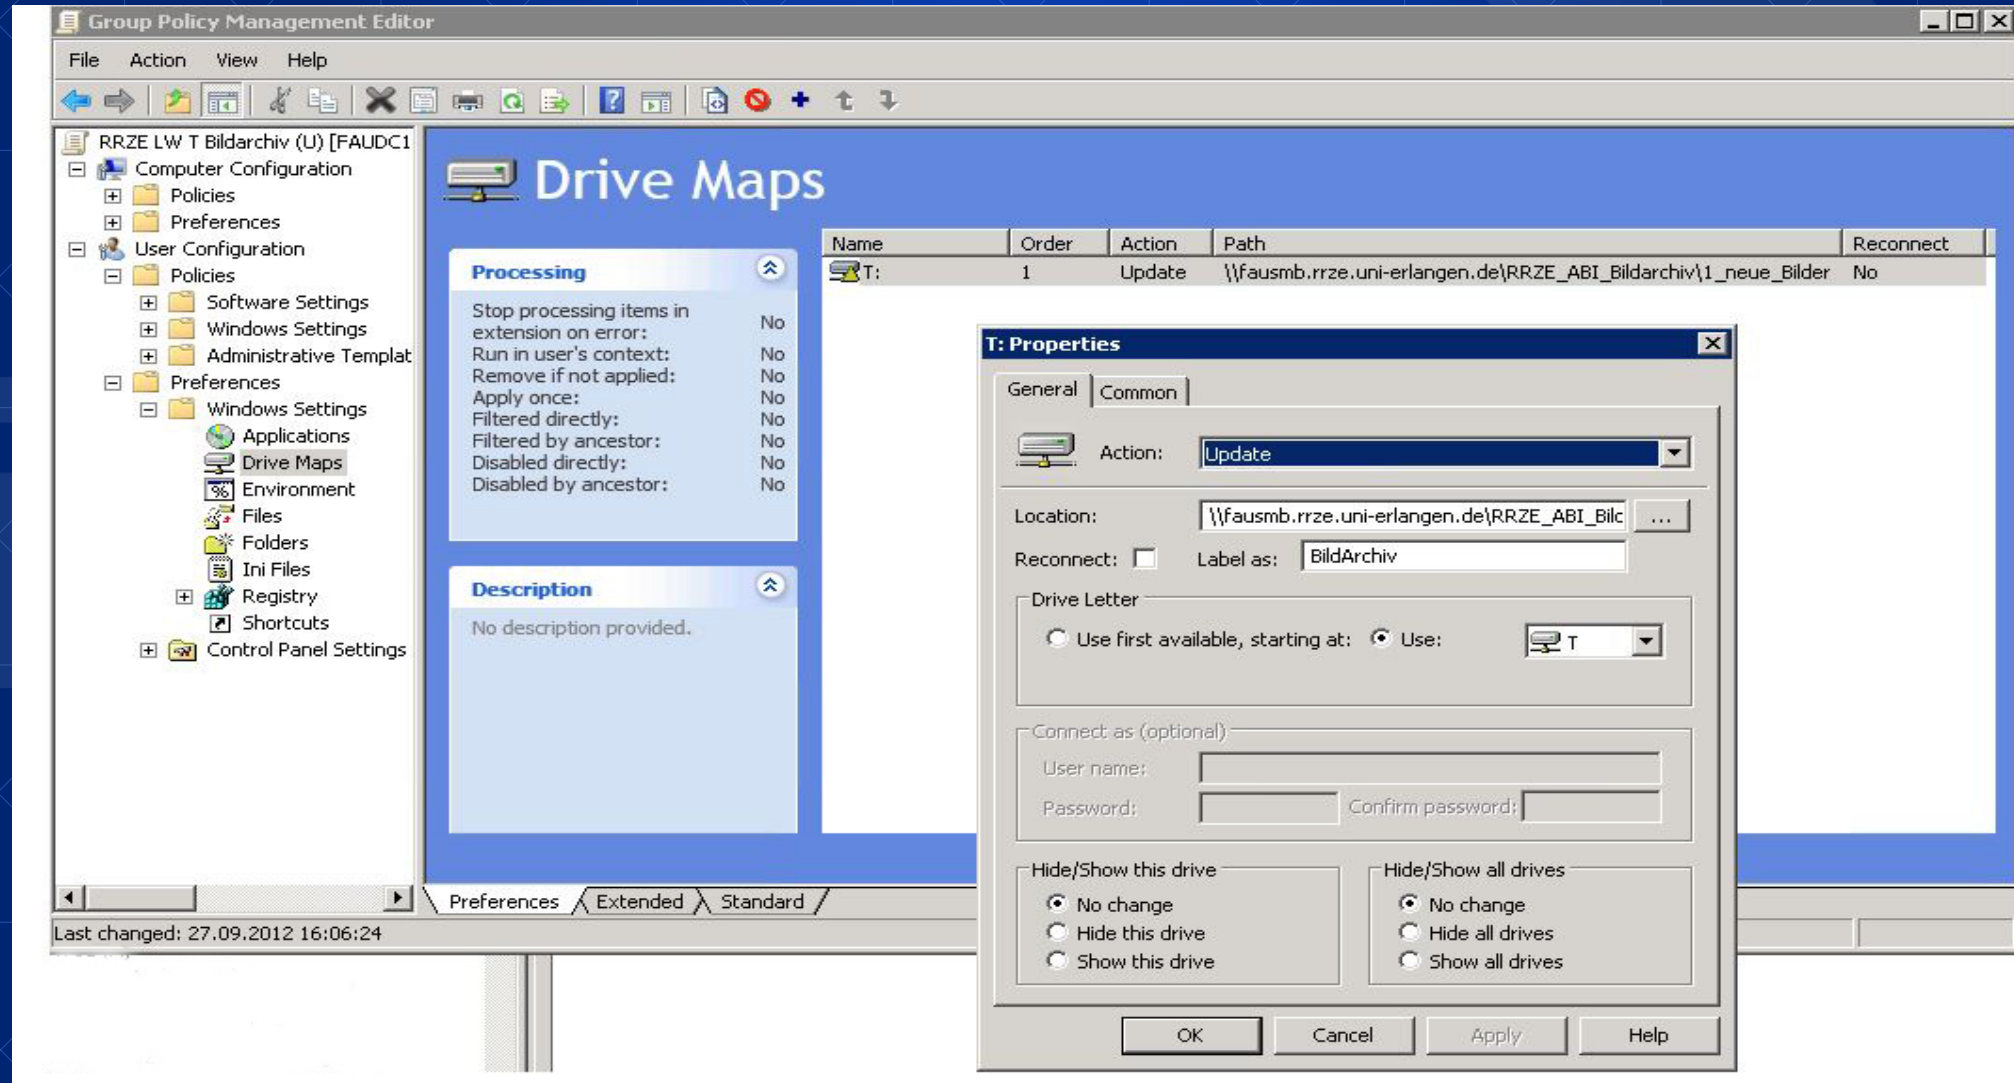 Group Policy Management Editor
File Action View Help
RRZE LW T Bildarchiv (U) [FAUDC1
Computer Configuration
Policies
Preferences
User Configuration
Policies
Software Settings
Windows Settings
Administrative Templat
Preferences
Windows Settings
Applications
Drive Maps
Environment
Files
Folders
Ini Files
Registry
Shortcuts
Control Panel Settings
Drive Maps
Processing
Stop processing items in
extension on error: No
Run in user's context: No
Remove if not applied: No
Apply once: No
Filtered directly: No
Filtered by ancestor: No
Disabled directly: No
Disabled by ancestor: No
Description
No description provided.
Name Order Action Path Reconnect
T: 1 Update \\fausmb.rrze.uni-erlangen.de\RRZE_ABI_Bildarchiv\1_neue_Bilder No
T: Properties
General Common
Action: Update
Location: \\fausmb.rrze.uni-erlangen.de\RRZE_ABI_Bilc ...
Reconnect: Label as: BildArchiv
Drive Letter
Use first available, starting at: Use: T
Connect as (optional)
User name:
Password: Confirm password:
Hide/Show this drive
No change
Hide this drive
Show this drive
Hide/Show all drives
No change
Hide all drives
Show all drives
OK Cancel Apply Help
Preferences Extended Standard
Last changed: 27.09.2012 16:06:24